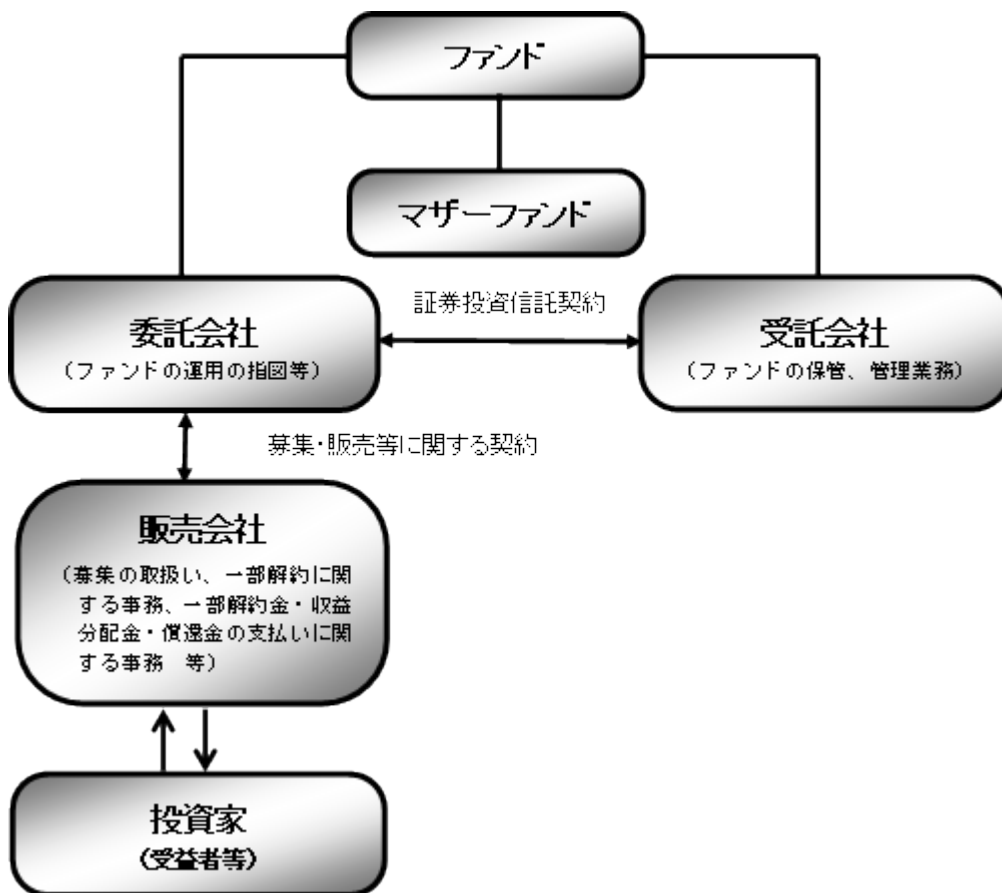 ファンド
マザーファンド
委託会社
（ファンドの運用の指図等）
証券投資信託契約
受託会社
（ファンドの保管、管理業務）
募集・販売等に関する契約
販売会社
（募集の取扱い、一部解約に関
する事務、一部解約金・収益
分配金・償還金の支払いに関
する事務　等）
投資家
（受益者等）